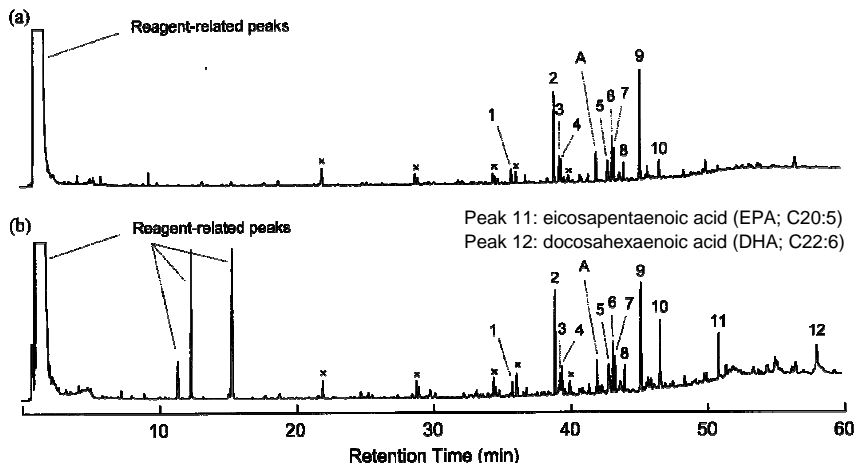 (a)
Reagent-related peaks
x
x
x
1
x
2
3
4
x
A
5
6
7
8
9
10
Peak 11: eicosapentaenoic acid (EPA; C20:5)
Peak 12: docosahexaenoic acid (DHA; C22:6)
(b)
Reagent-related peaks
x
x
x
1
x
2
3
4
x
A
5
6
7
8
9
10
11
12
10 20 30 40 50 60
Retention Time (min)